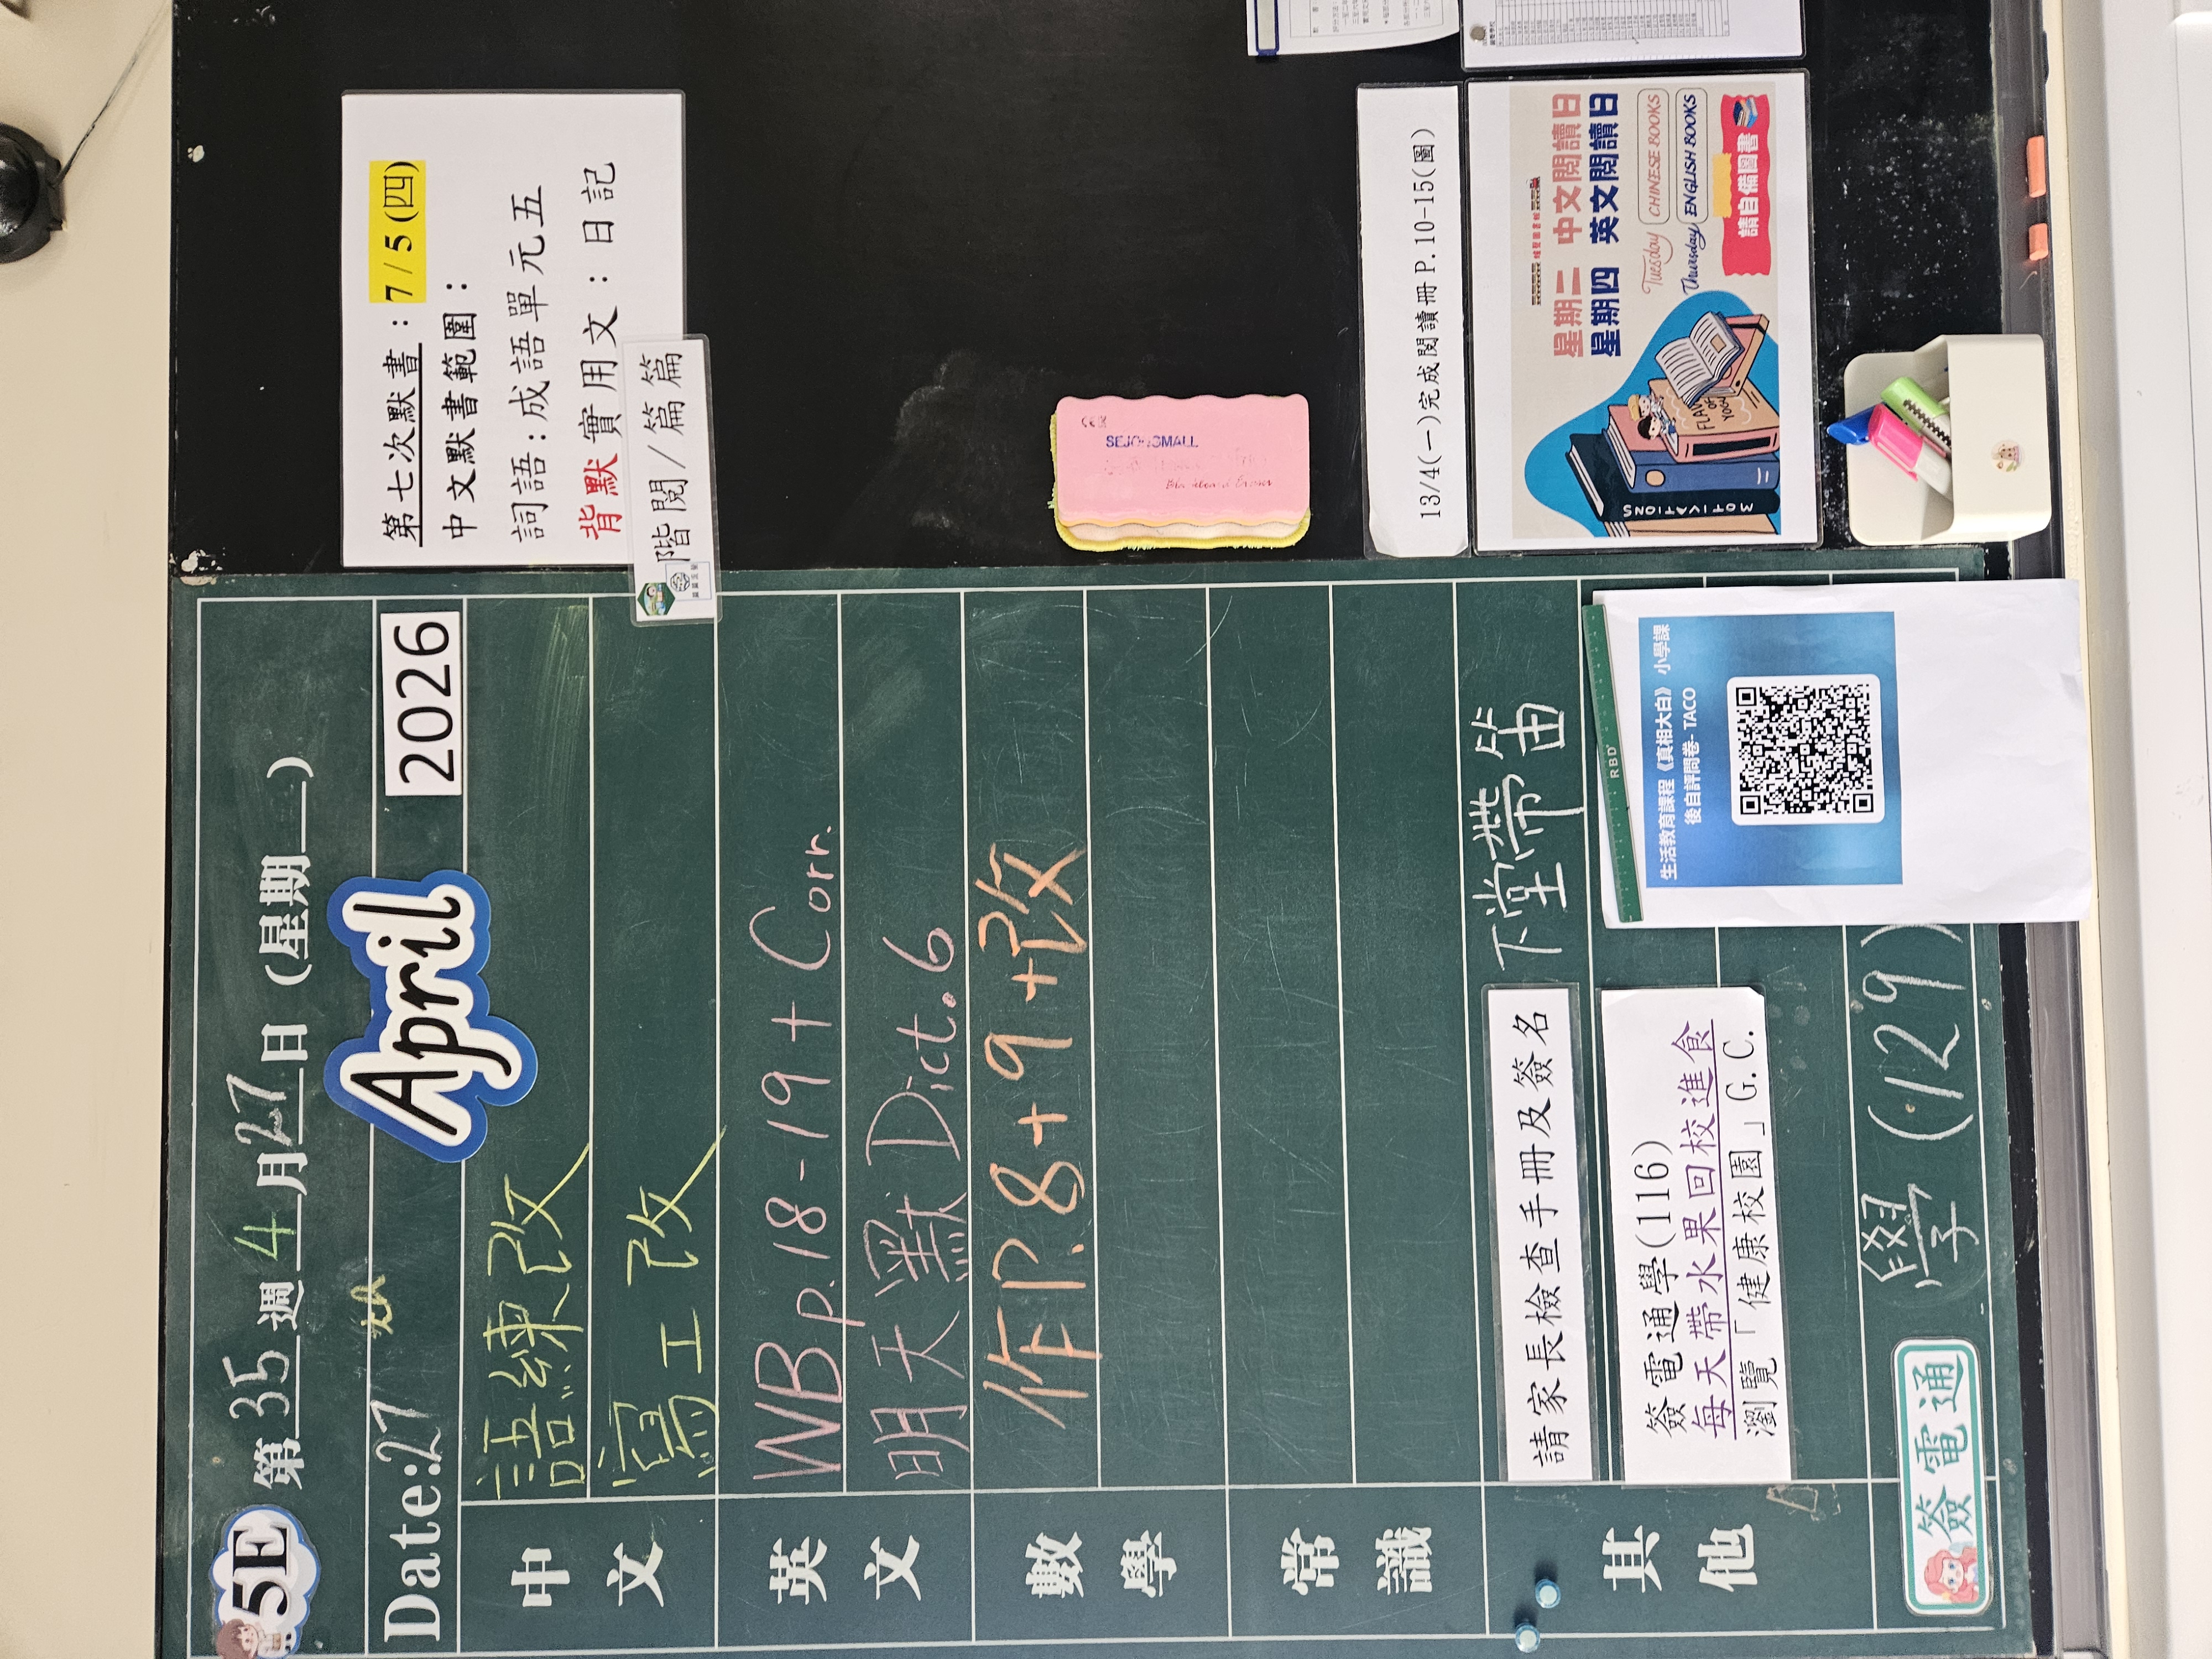 5E 第35週 4月27日 (星期__)
Date:27 April 2026
中文
語練改
寫工 改
英文
WB p.18-19 + Corr.
明天默 Dict. 6
數學
作P.8+9+改
常識
其他
請家長檢查手冊及簽名
下堂帶笛
簽電通學(116)
每天帶水果回校進食
瀏覽「健康校園」G.C.
簽電通
學(129)
生活教育課程《真相大白》 小學課
後自評問卷-TACO
RBD
第七次默書: 7/5(四)
中文默書範圍:
詞語:成語單元五
背默實用文:日記
階閱/篇篇
13/4(一)完成閱讀冊P.10-15(圖)
星期二 中文閱讀日
星期四 英文閱讀日
Tuesday CHINESE BOOKS
Thursday ENGLISH BOOKS
請自備圖書
MOTIVATIONS